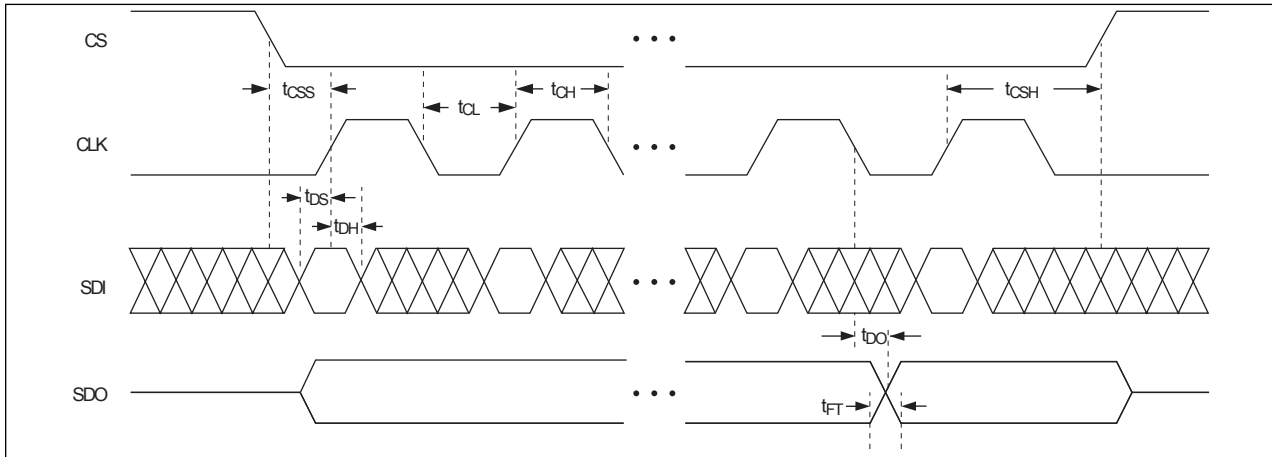 CS
tCSS
tCL
tCH
tCSH
CLK
tDS
tDH
SDI
tDO
SDO
tFT